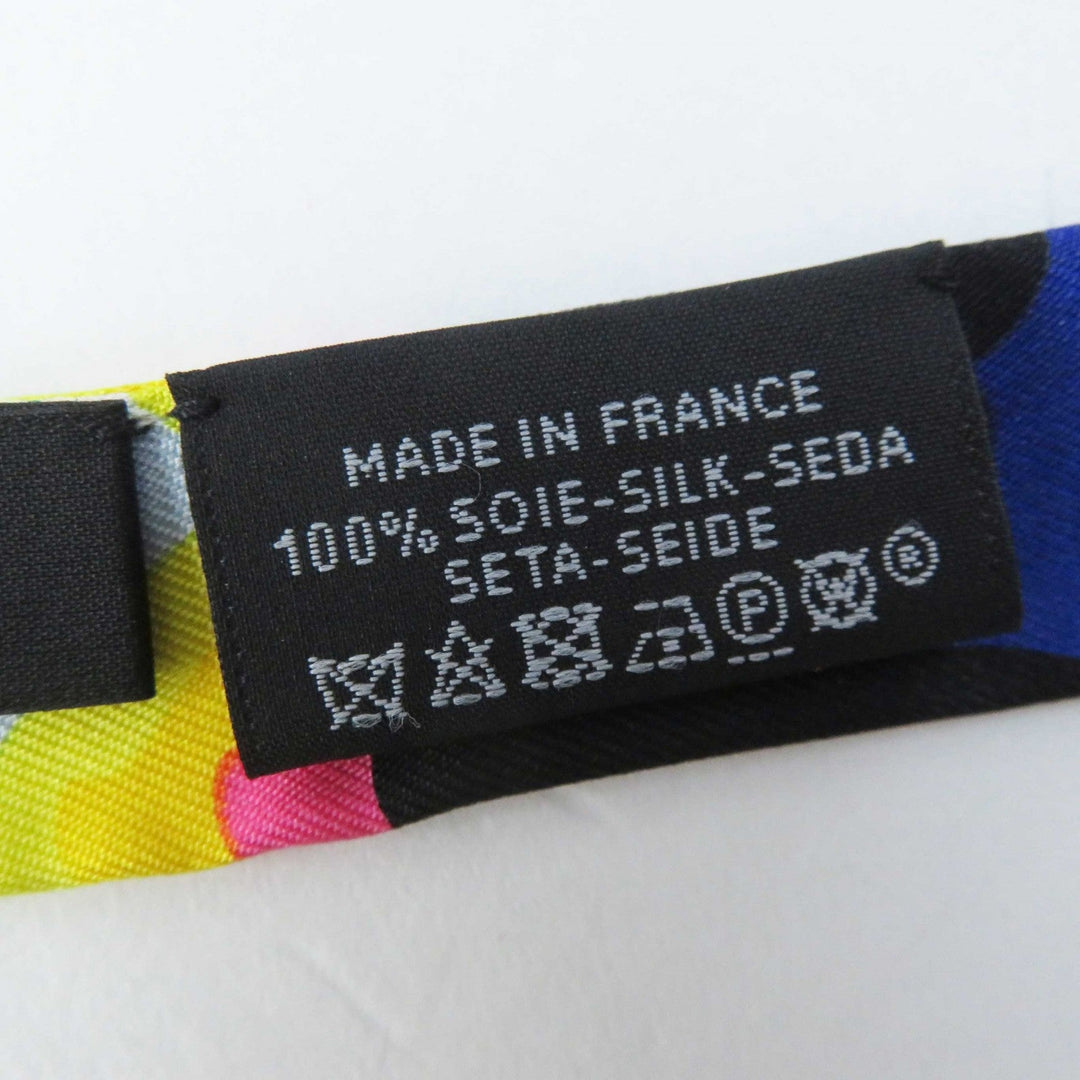 MADE IN FRANCE
100% SOIE-SILK-SEDA
SETA-SEIDE
P W ®